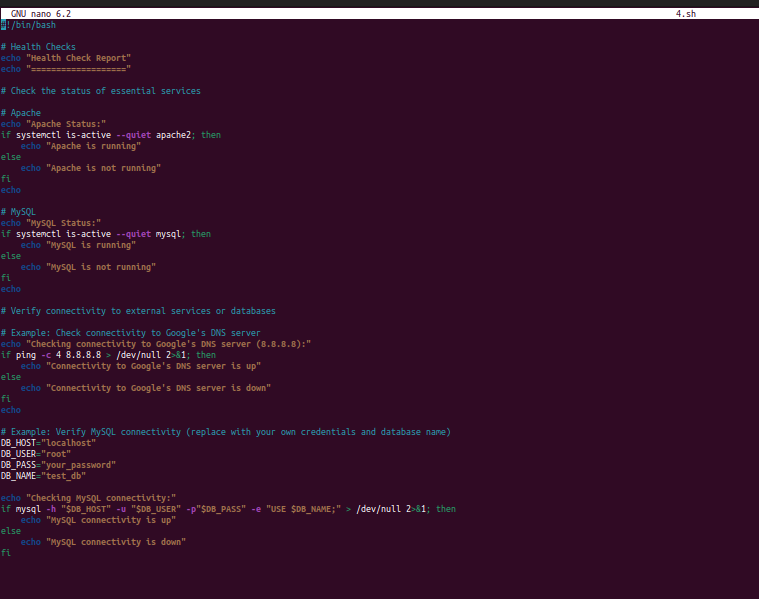 GNU nano 6.2 4.sh
#!/bin/bash
# Health Checks
echo "Health Check Report"
echo "==================="
# Check the status of essential services
# Apache
echo "Apache Status:"
if systemctl is-active --quiet apache2; then
    echo "Apache is running"
else
    echo "Apache is not running"
fi
echo
# MySQL
echo "MySQL Status:"
if systemctl is-active --quiet mysql; then
    echo "MySQL is running"
else
    echo "MySQL is not running"
fi
echo
# Verify connectivity to external services or databases
# Example: Check connectivity to Google's DNS server
echo "Checking connectivity to Google's DNS server (8.8.8.8):"
if ping -c 4 8.8.8.8 > /dev/null 2>&1; then
    echo "Connectivity to Google's DNS server is up"
else
    echo "Connectivity to Google's DNS server is down"
fi
echo
# Example: Verify MySQL connectivity (replace with your own credentials and database name)
DB_HOST="localhost"
DB_USER="root"
DB_PASS="your_password"
DB_NAME="test_db"
echo "Checking MySQL connectivity:"
if mysql -h "$DB_HOST" -u "$DB_USER" -p"$DB_PASS" -e "USE $DB_NAME;" > /dev/null 2>&1; then
    echo "MySQL connectivity is up"
else
    echo "MySQL connectivity is down"
fi